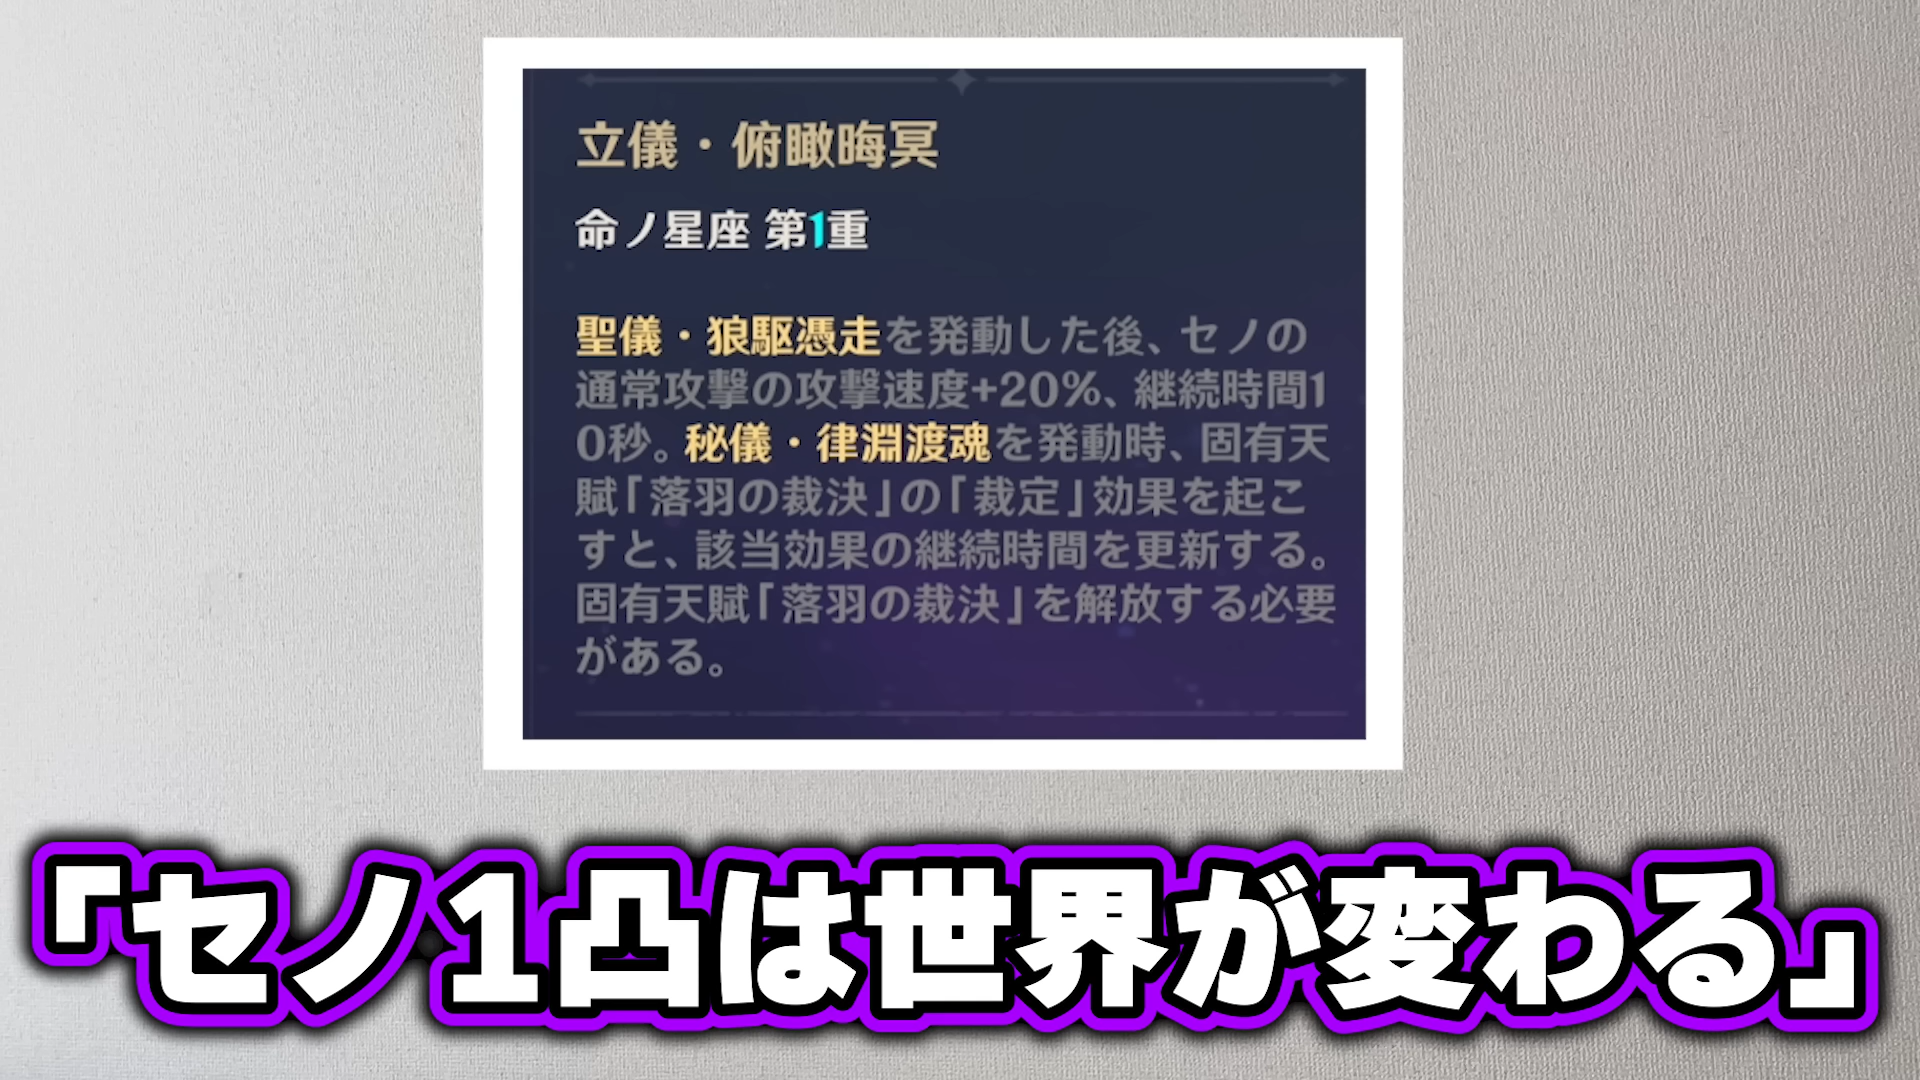 立儀・俯瞰晦冥
命ノ星座 第1重
聖儀・狼駆憑走を発動した後、セノの
通常攻撃の攻撃速度+20%、継続時間1
0秒。秘儀・律淵渡魂を発動時、固有天
賦「落羽の裁決」の「裁定」効果を起こ
すと、該当効果の継続時間を更新する。
固有天賦「落羽の裁決」を解放する必要
がある。
「セノ1凸は世界が変わる」